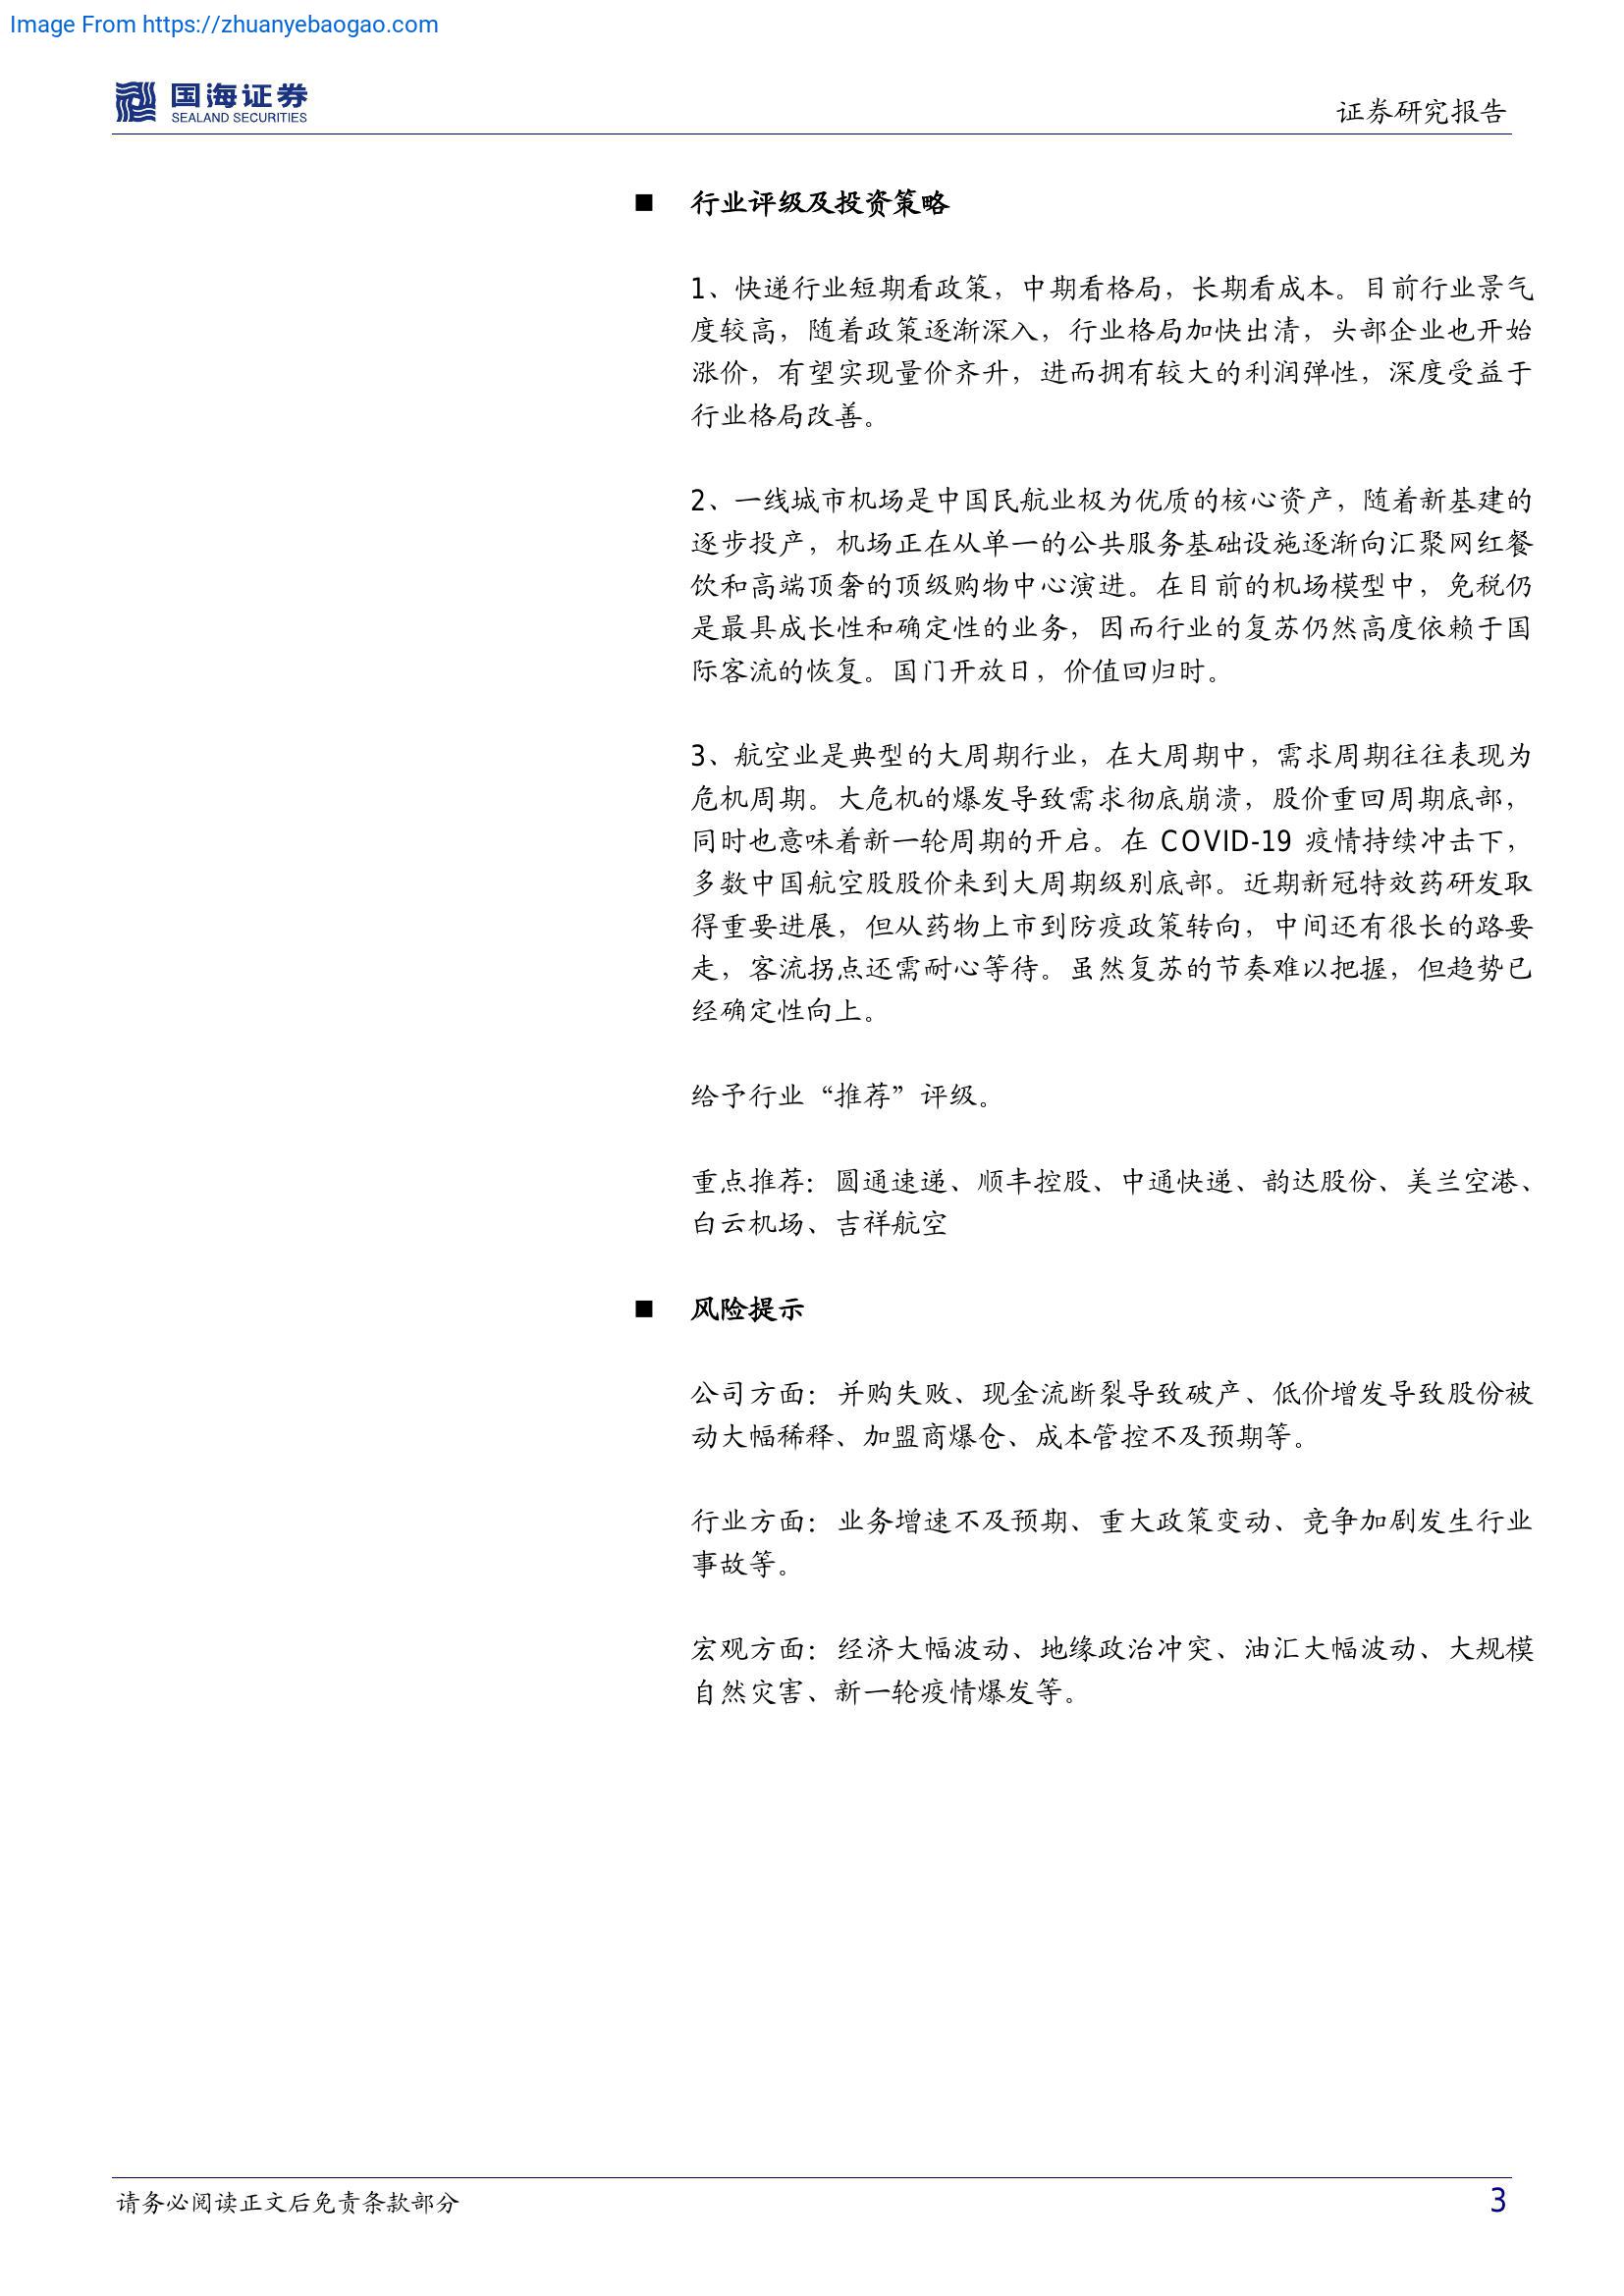 Image From https://zhuanyebaogao.com
国海证券
SEALAND SECURITIES
证券研究报告
■ 行业评级及投资策略
1、快递行业短期看政策，中期看格局，长期看成本。目前行业景气
度较高，随着政策逐渐深入，行业格局加快出清，头部企业也开始
涨价，有望实现量价齐升，进而拥有较大的利润弹性，深度受益于
行业格局改善。
2、一线城市机场是中国民航业极为优质的核心资产，随着新基建的
逐步投产，机场正在从单一的公共服务基础设施逐渐向汇聚网红餐
饮和高端顶奢的顶级购物中心演进。在目前的机场模型中，免税仍
是最具成长性和确定性的业务，因而行业的复苏仍然高度依赖于国
际客流的恢复。国门开放日，价值回归时。
3、航空业是典型的大周期行业，在大周期中，需求周期往往表现为
危机周期。大危机的爆发导致需求彻底崩溃，股价重回周期底部，
同时也意味着新一轮周期的开启。在 COVID-19 疫情持续冲击下，
多数中国航空股股价来到大周期级别底部。近期新冠特效药研发取
得重要进展，但从药物上市到防疫政策转向，中间还有很长的路要
走，客流拐点还需耐心等待。虽然复苏的节奏难以把握，但趋势已
经确定性向上。
给予行业“推荐”评级。
重点推荐：圆通速递、顺丰控股、中通快递、韵达股份、美兰空港、
白云机场、吉祥航空
■ 风险提示
公司方面：并购失败、现金流断裂导致破产、低价增发导致股份被
动大幅稀释、加盟商爆仓、成本管控不及预期等。
行业方面：业务增速不及预期、重大政策变动、竞争加剧发生行业
事故等。
宏观方面：经济大幅波动、地缘政治冲突、油汇大幅波动、大规模
自然灾害、新一轮疫情爆发等。
请务必阅读正文后免责条款部分
3